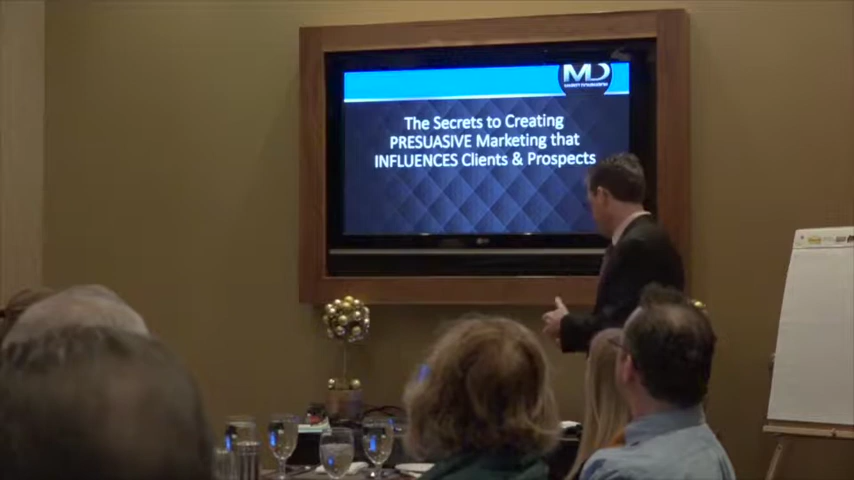 MD
The Secrets to Creating
PRESUASIVE Marketing that
INFLUENCES Clients & Prospects